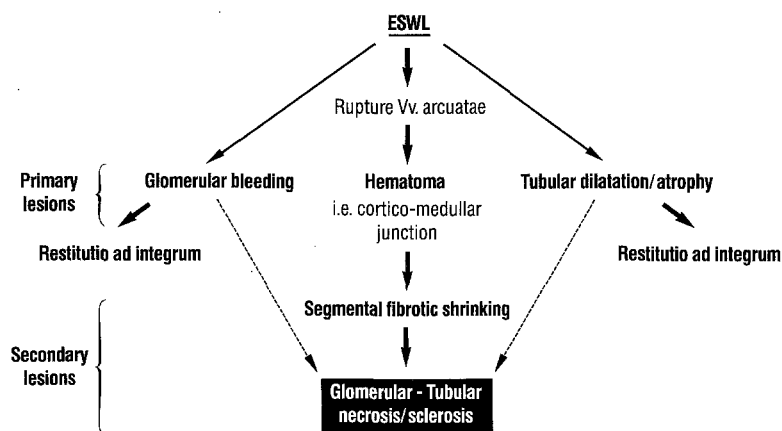 ESWL
Rupture Vv. arcuatae
Primary
lesions
Glomerular bleeding
Hematoma
i.e. cortico-medullar
junction
Tubular dilatation/atrophy
Restitutio ad integrum
Restitutio ad integrum
Segmental fibrotic shrinking
Secondary
lesions
Glomerular - Tubular
necrosis/sclerosis